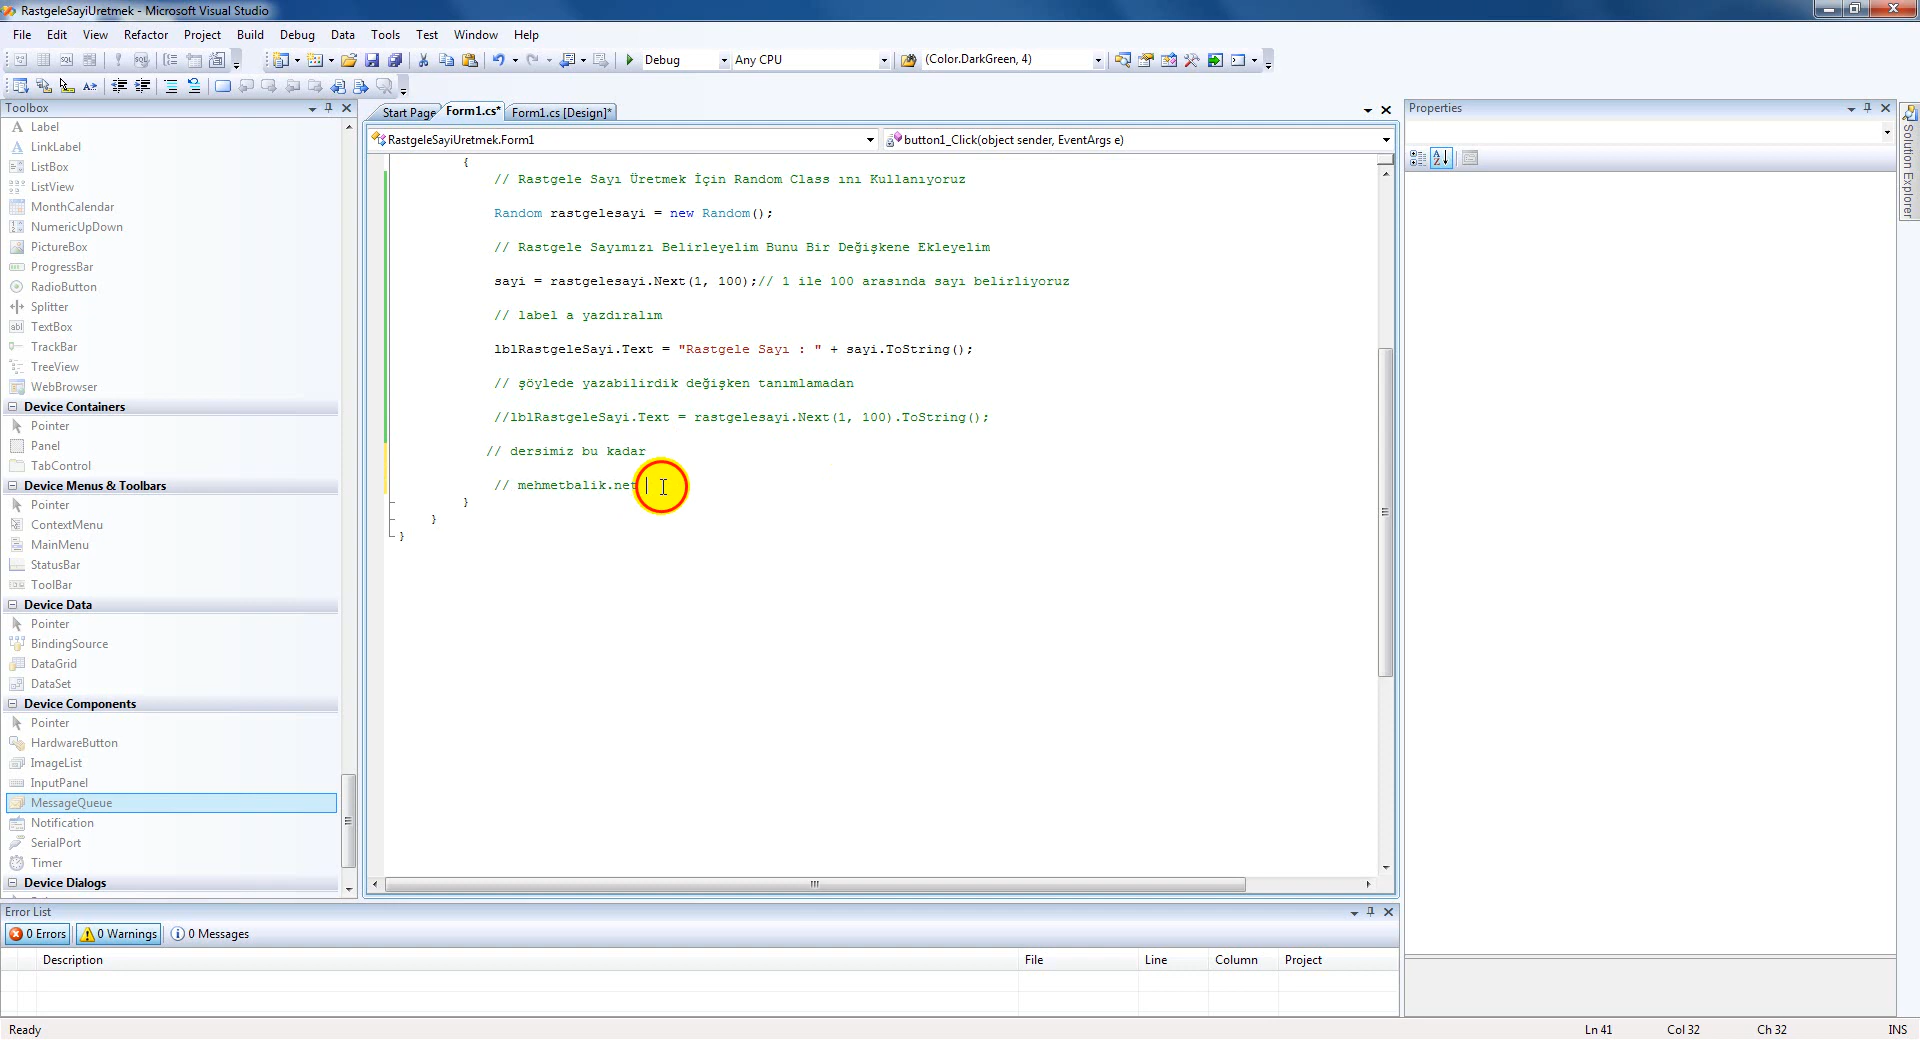 RastgeleSayiUretmek - Microsoft Visual Studio
File Edit View Refactor Project Build Debug Data Tools Test Window Help
Debug Any CPU (Color.DarkGreen, 4)
Toolbox
Label
LinkLabel
ListBox
ListView
MonthCalendar
NumericUpDown
PictureBox
ProgressBar
RadioButton
Splitter
TextBox
TrackBar
TreeView
WebBrowser
Device Containers
Pointer
Panel
TabControl
Device Menus & Toolbars
Pointer
ContextMenu
MainMenu
StatusBar
ToolBar
Device Data
Pointer
BindingSource
DataGrid
DataSet
Device Components
Pointer
HardwareButton
ImageList
InputPanel
MessageQueue
Notification
SerialPort
Timer
Device Dialogs
Start Page Form1.cs* Form1.cs [Design]*
RastgeleSayiUretmek.Form1 button1_Click(object sender, EventArgs e)
{
// Rastgele Sayı Üretmek İçin Random Class ını Kullanıyoruz
Random rastgelesayi = new Random();
// Rastgele Sayımızı Belirleyelim Bunu Bir Değişkene Ekleyelim
sayi = rastgelesayi.Next(1, 100);// 1 ile 100 arasında sayı belirliyoruz
// label a yazdıralım
lblRastgeleSayi.Text = "Rastgele Sayı : " + sayi.ToString();
// şöylede yazabilirdik değişken tanımlamadan
//lblRastgeleSayi.Text = rastgelesayi.Next(1, 100).ToString();
// dersimiz bu kadar
// mehmetbalik.net
}
}
}
Properties
Solution Explorer
Error List
0 Errors 0 Warnings 0 Messages
Description File Line Column Project
Ready Ln 41 Col 32 Ch 32 INS